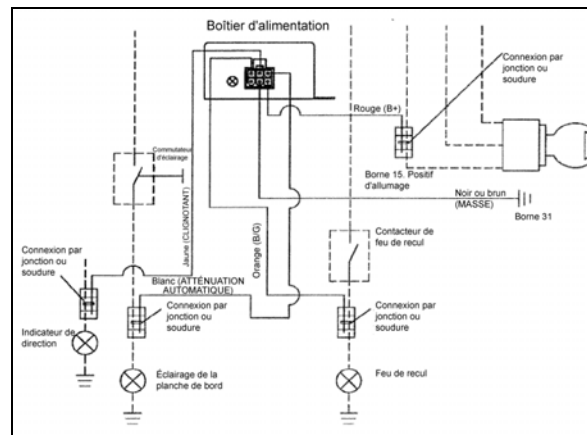 Boîtier d'alimentation
Connexion par
jonction ou
soudure
Rouge (B+)
Commutateur
d'éclairage
Borne 15. Positif
d'allumage
Noir ou brun
(MASSE)
Borne 31
Jaune (CLIGNOTANT)
Orange (B/G)
Contacteur de
feu de recul
Connexion par
jonction ou
soudure
Blanc (ATTÉNUATION
AUTOMATIQUE)
Connexion par
jonction ou
soudure
Connexion par
jonction ou
soudure
Indicateur de
direction
Éclairage de la
planche de bord
Feu de recul